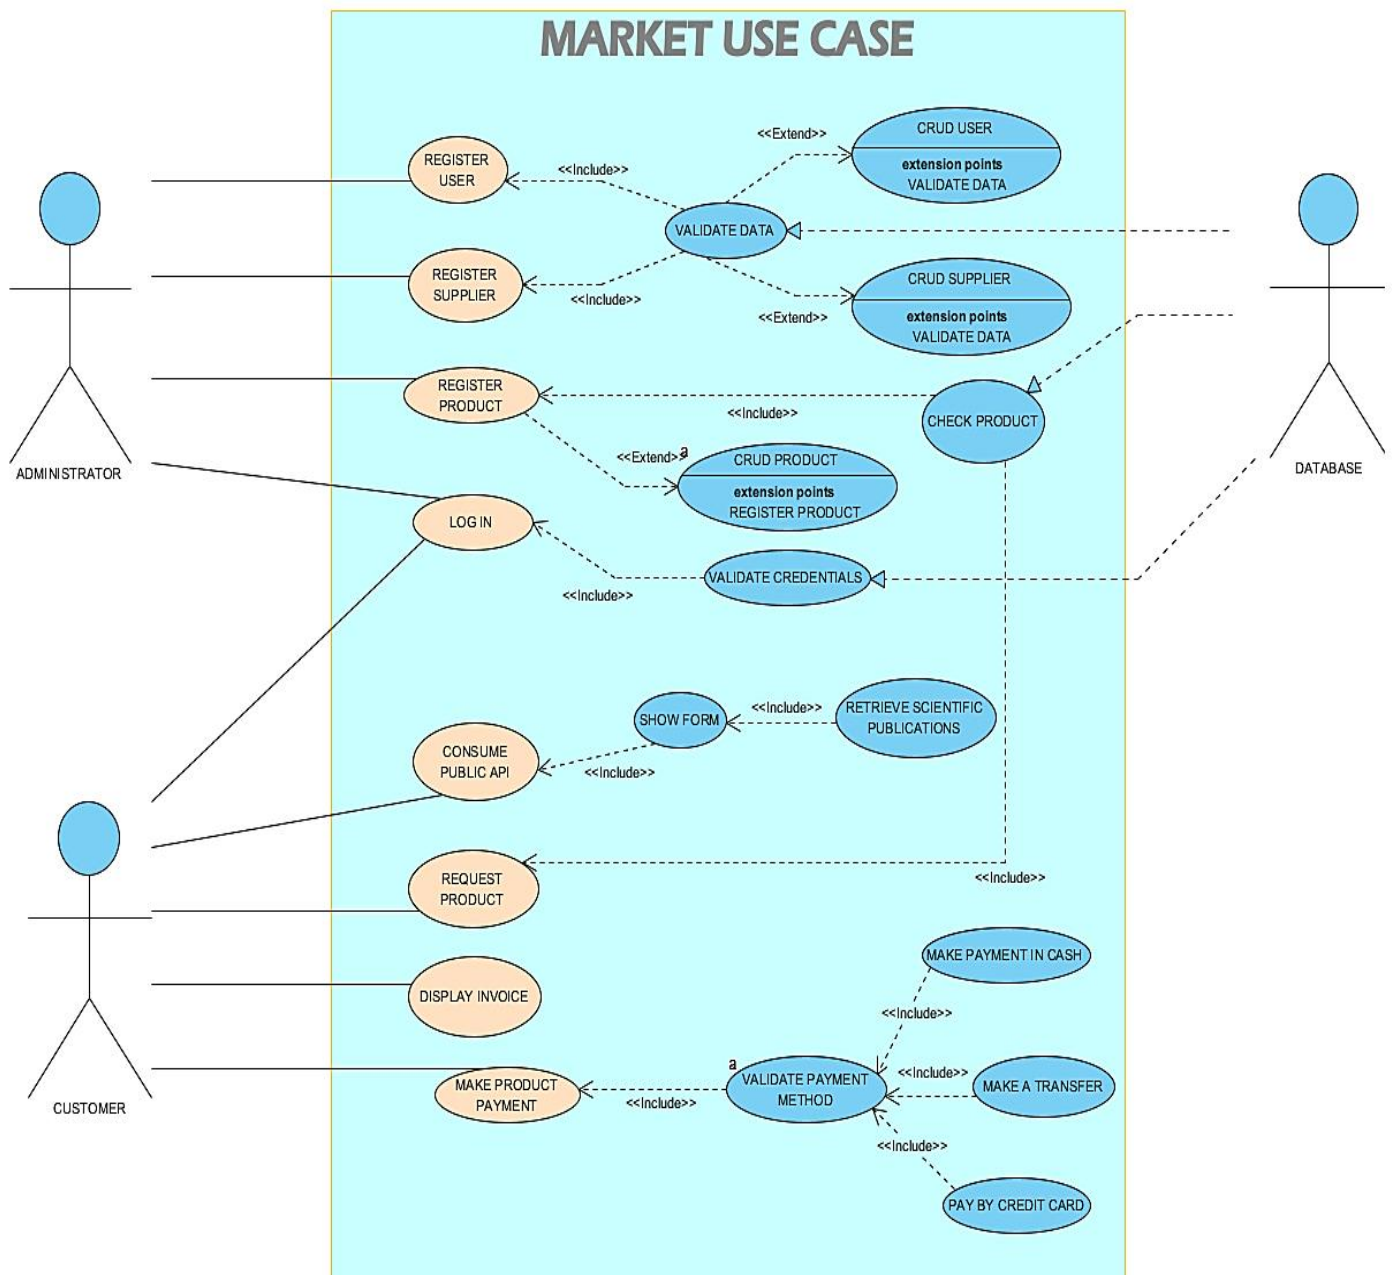 MARKET USE CASE
CRUD USER
extension points
VALIDATE DATA
<<Extend>>
REGISTER
USER
<<Include>>
VALIDATE DATA
REGISTER
SUPPLIER
<<Include>>
CRUD SUPPLIER
extension points
VALIDATE DATA
<<Extend>>
REGISTER
PRODUCT
<<Include>>
CHECK PRODUCT
<<Extend>>
a
CRUD PRODUCT
extension points
REGISTER PRODUCT
ADMINISTRATOR
DATABASE
LOG IN
VALIDATE CREDENTIALS
<<Include>>
SHOW FORM
<<Include>>
RETRIEVE SCIENTIFIC
PUBLICATIONS
CONSUME
PUBLIC API
<<Include>>
REQUEST
PRODUCT
<<Include>>
MAKE PAYMENT IN CASH
DISPLAY INVOICE
<<Include>>
a
VALIDATE PAYMENT
METHOD
<<Include>>
MAKE A TRANSFER
MAKE PRODUCT
PAYMENT
<<Include>>
CUSTOMER
<<Include>>
PAY BY CREDIT CARD